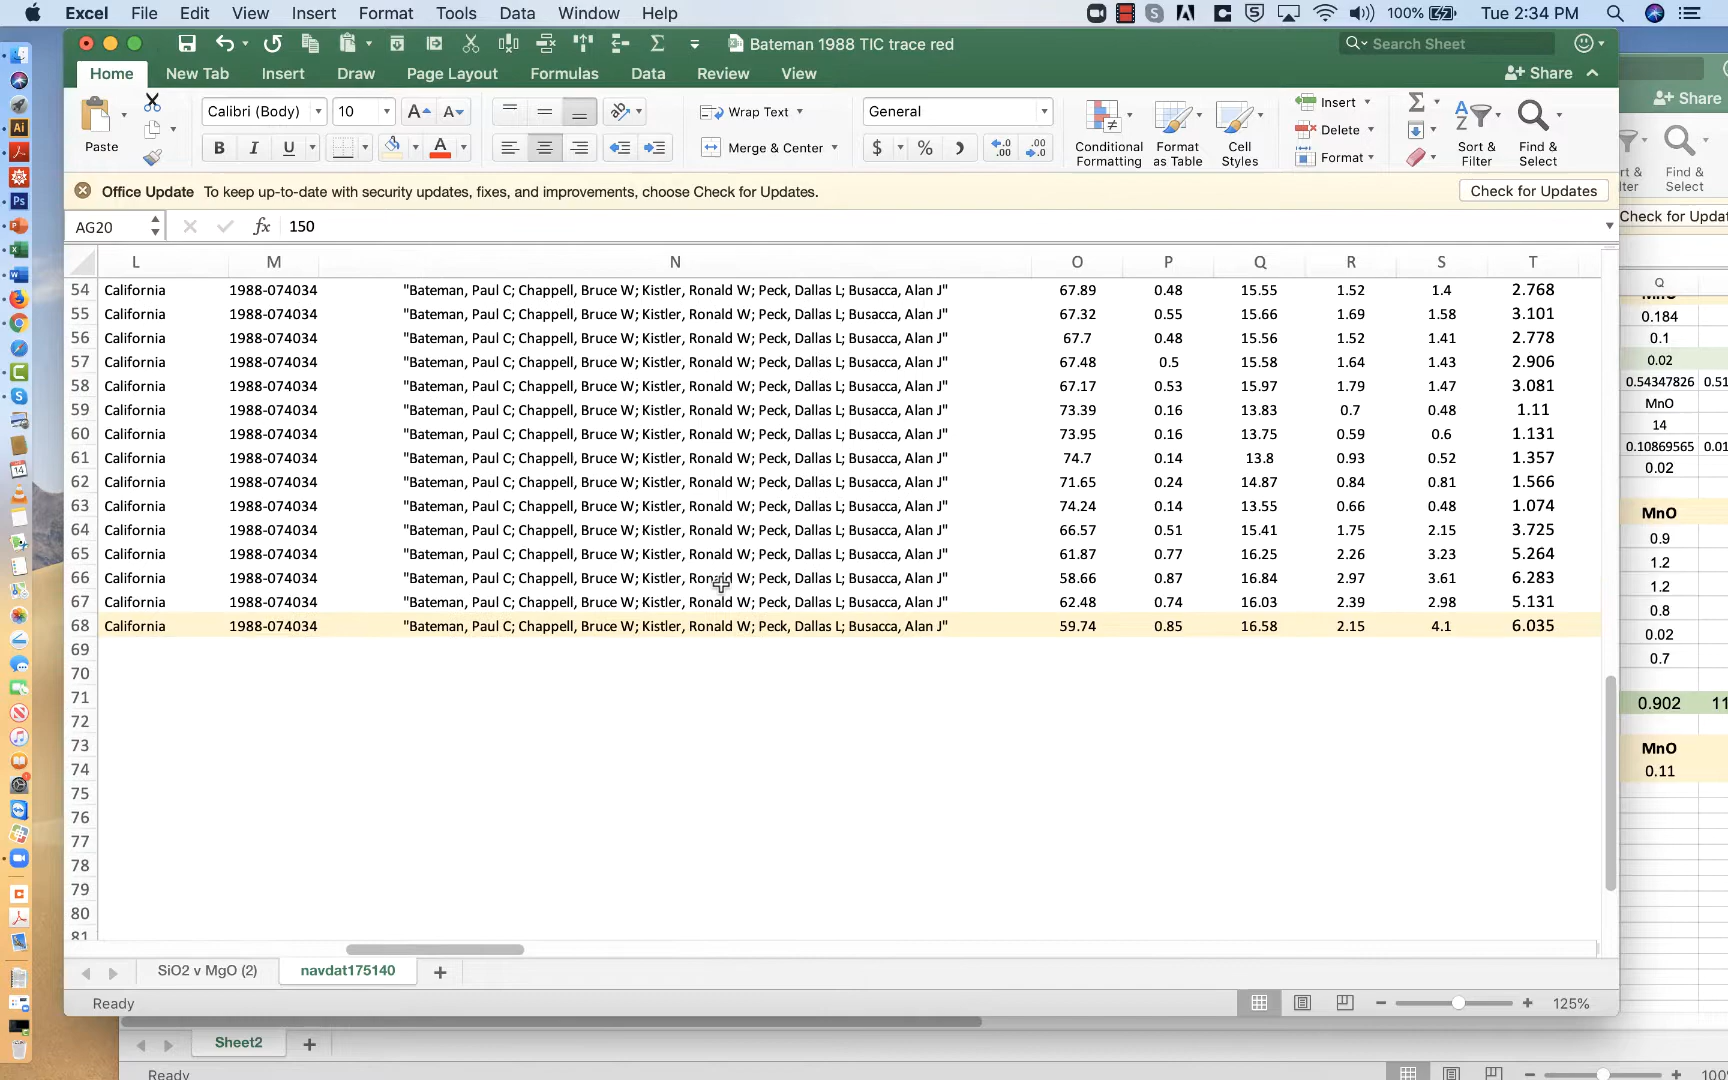 Excel File Edit View Insert Format Tools Data Window Help 100% Tue 2:34 PM
Bateman 1988 TIC trace red Search Sheet
Home New Tab Insert Draw Page Layout Formulas Data Review View Share
Share
Paste Calibri (Body) 10 Wrap Text General Insert
B I U A Merge & Center $ % Delete
Conditional Formatting Format as Table Cell Styles Format Sort & Filter Find & Select
Find & Select
Office Update To keep up-to-date with security updates, fixes, and improvements, choose Check for Updates. Check for Updates
AG20 fx 150
L M N O P Q R S T
54 California 1988-074034 "Bateman, Paul C; Chappell, Bruce W; Kistler, Ronald W; Peck, Dallas L; Busacca, Alan J" 67.89 0.48 15.55 1.52 1.4 2.768
55 California 1988-074034 "Bateman, Paul C; Chappell, Bruce W; Kistler, Ronald W; Peck, Dallas L; Busacca, Alan J" 67.32 0.55 15.66 1.69 1.58 3.101
56 California 1988-074034 "Bateman, Paul C; Chappell, Bruce W; Kistler, Ronald W; Peck, Dallas L; Busacca, Alan J" 67.7 0.48 15.56 1.52 1.41 2.778
57 California 1988-074034 "Bateman, Paul C; Chappell, Bruce W; Kistler, Ronald W; Peck, Dallas L; Busacca, Alan J" 67.48 0.5 15.58 1.64 1.43 2.906
58 California 1988-074034 "Bateman, Paul C; Chappell, Bruce W; Kistler, Ronald W; Peck, Dallas L; Busacca, Alan J" 67.17 0.53 15.97 1.79 1.47 3.081
59 California 1988-074034 "Bateman, Paul C; Chappell, Bruce W; Kistler, Ronald W; Peck, Dallas L; Busacca, Alan J" 73.39 0.16 13.83 0.7 0.48 1.11
60 California 1988-074034 "Bateman, Paul C; Chappell, Bruce W; Kistler, Ronald W; Peck, Dallas L; Busacca, Alan J" 73.95 0.16 13.75 0.59 0.6 1.131
61 California 1988-074034 "Bateman, Paul C; Chappell, Bruce W; Kistler, Ronald W; Peck, Dallas L; Busacca, Alan J" 74.7 0.14 13.8 0.93 0.52 1.357
62 California 1988-074034 "Bateman, Paul C; Chappell, Bruce W; Kistler, Ronald W; Peck, Dallas L; Busacca, Alan J" 71.65 0.24 14.87 0.84 0.81 1.566
63 California 1988-074034 "Bateman, Paul C; Chappell, Bruce W; Kistler, Ronald W; Peck, Dallas L; Busacca, Alan J" 74.24 0.14 13.55 0.66 0.48 1.074
64 California 1988-074034 "Bateman, Paul C; Chappell, Bruce W; Kistler, Ronald W; Peck, Dallas L; Busacca, Alan J" 66.57 0.51 15.41 1.75 2.15 3.725
65 California 1988-074034 "Bateman, Paul C; Chappell, Bruce W; Kistler, Ronald W; Peck, Dallas L; Busacca, Alan J" 61.87 0.77 16.25 2.26 3.23 5.264
66 California 1988-074034 "Bateman, Paul C; Chappell, Bruce W; Kistler, Ronald W; Peck, Dallas L; Busacca, Alan J" 58.66 0.87 16.84 2.97 3.61 6.283
67 California 1988-074034 "Bateman, Paul C; Chappell, Bruce W; Kistler, Ronald W; Peck, Dallas L; Busacca, Alan J" 62.48 0.74 16.03 2.39 2.98 5.131
68 California 1988-074034 "Bateman, Paul C; Chappell, Bruce W; Kistler, Ronald W; Peck, Dallas L; Busacca, Alan J" 59.74 0.85 16.58 2.15 4.1 6.035
69
70
71
72
73
74
75
76
77
78
79
80
81
SiO2 v MgO (2) navdat175140 +
Ready 125%
Sheet2 +
Ready
Q
0.184
0.1
0.02
0.54347826
MnO
14
0.10869565
0.02
MnO
0.9
1.2
1.2
0.8
0.02
0.7
0.902
MnO
0.11